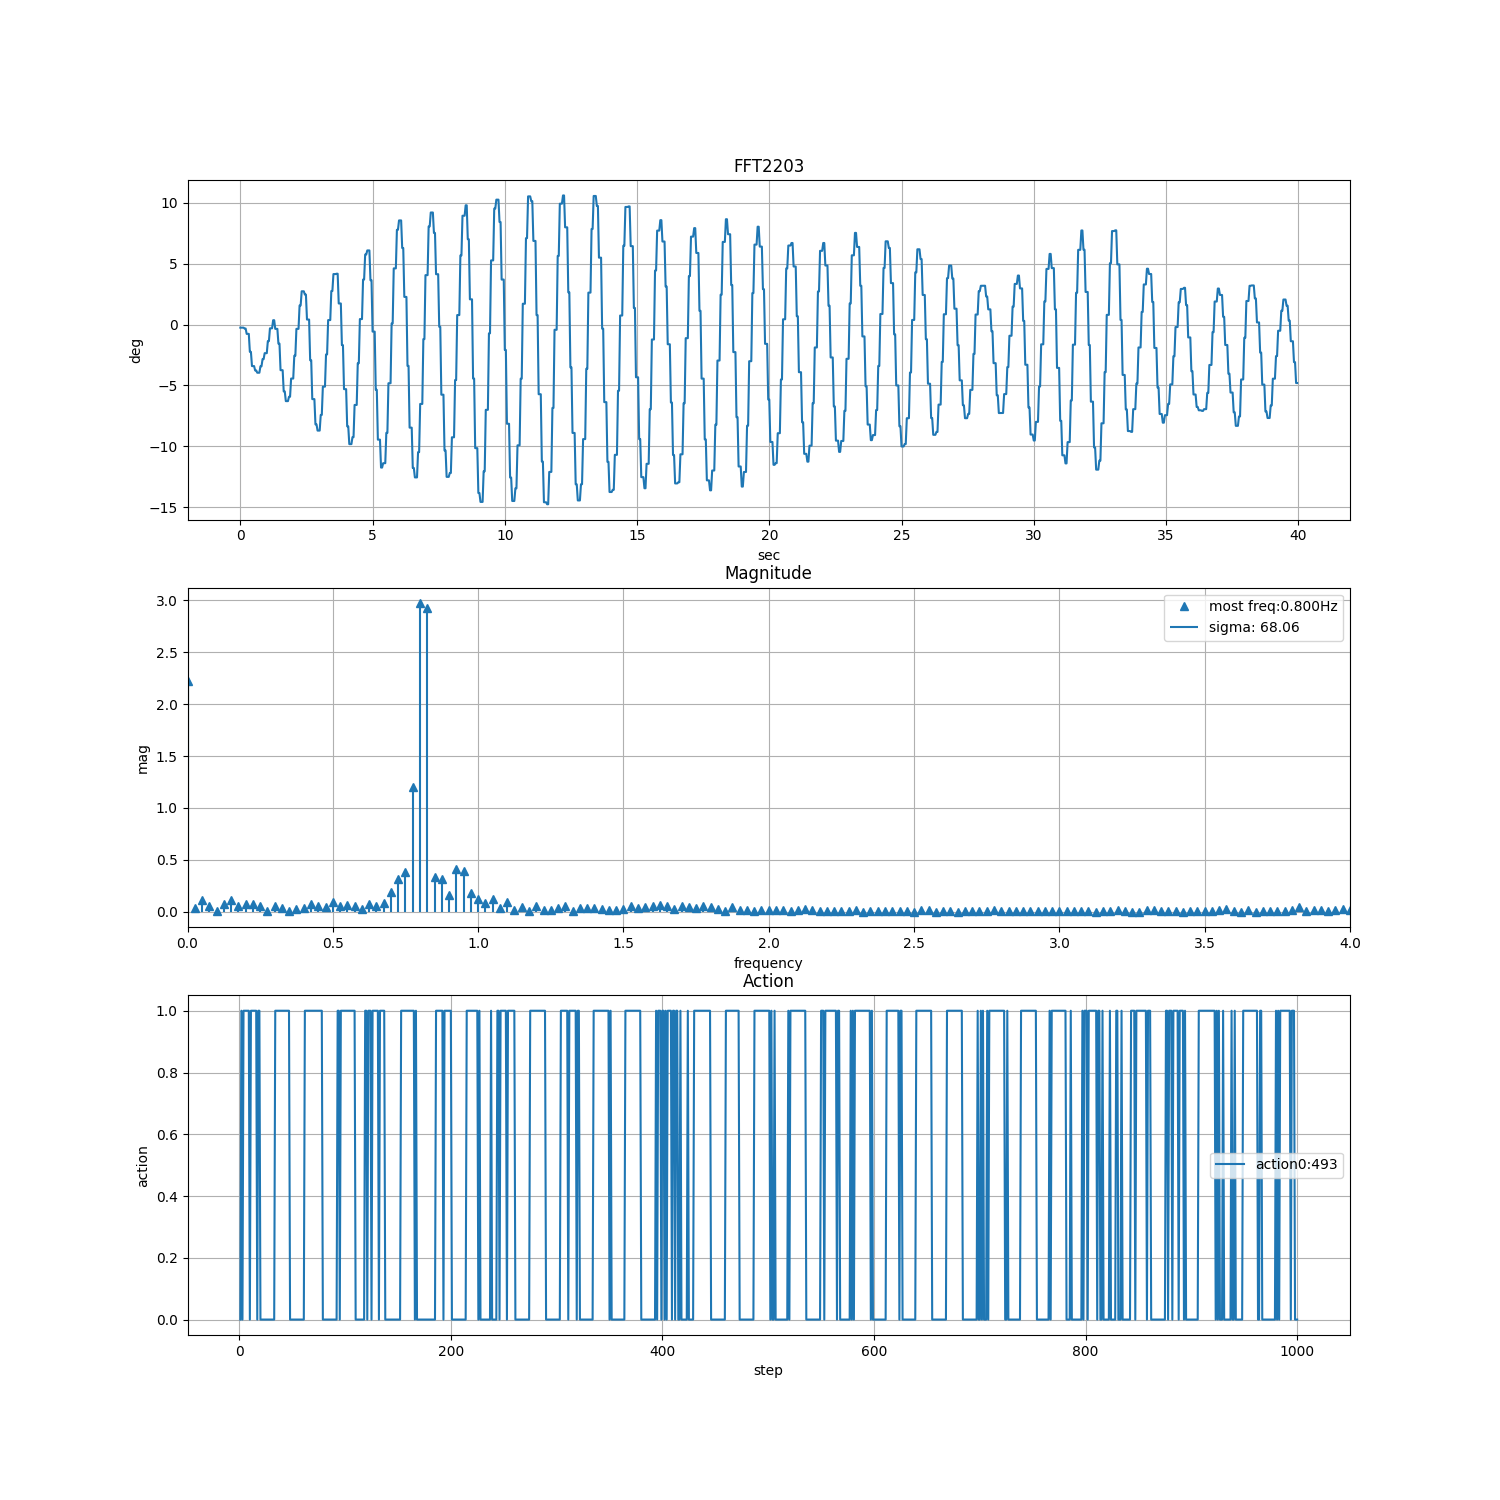 FFT2203
10
5
0
−5
−10
−15
deg
0 5 10 15 20 25 30 35 40
sec
Magnitude
3.0
2.5
2.0
1.5
1.0
0.5
0.0
mag
most freq:0.800Hz
sigma: 68.06
0.0 0.5 1.0 1.5 2.0 2.5 3.0 3.5 4.0
frequency
Action
1.0
0.8
0.6
0.4
0.2
0.0
action
action0:493
0 200 400 600 800 1000
step